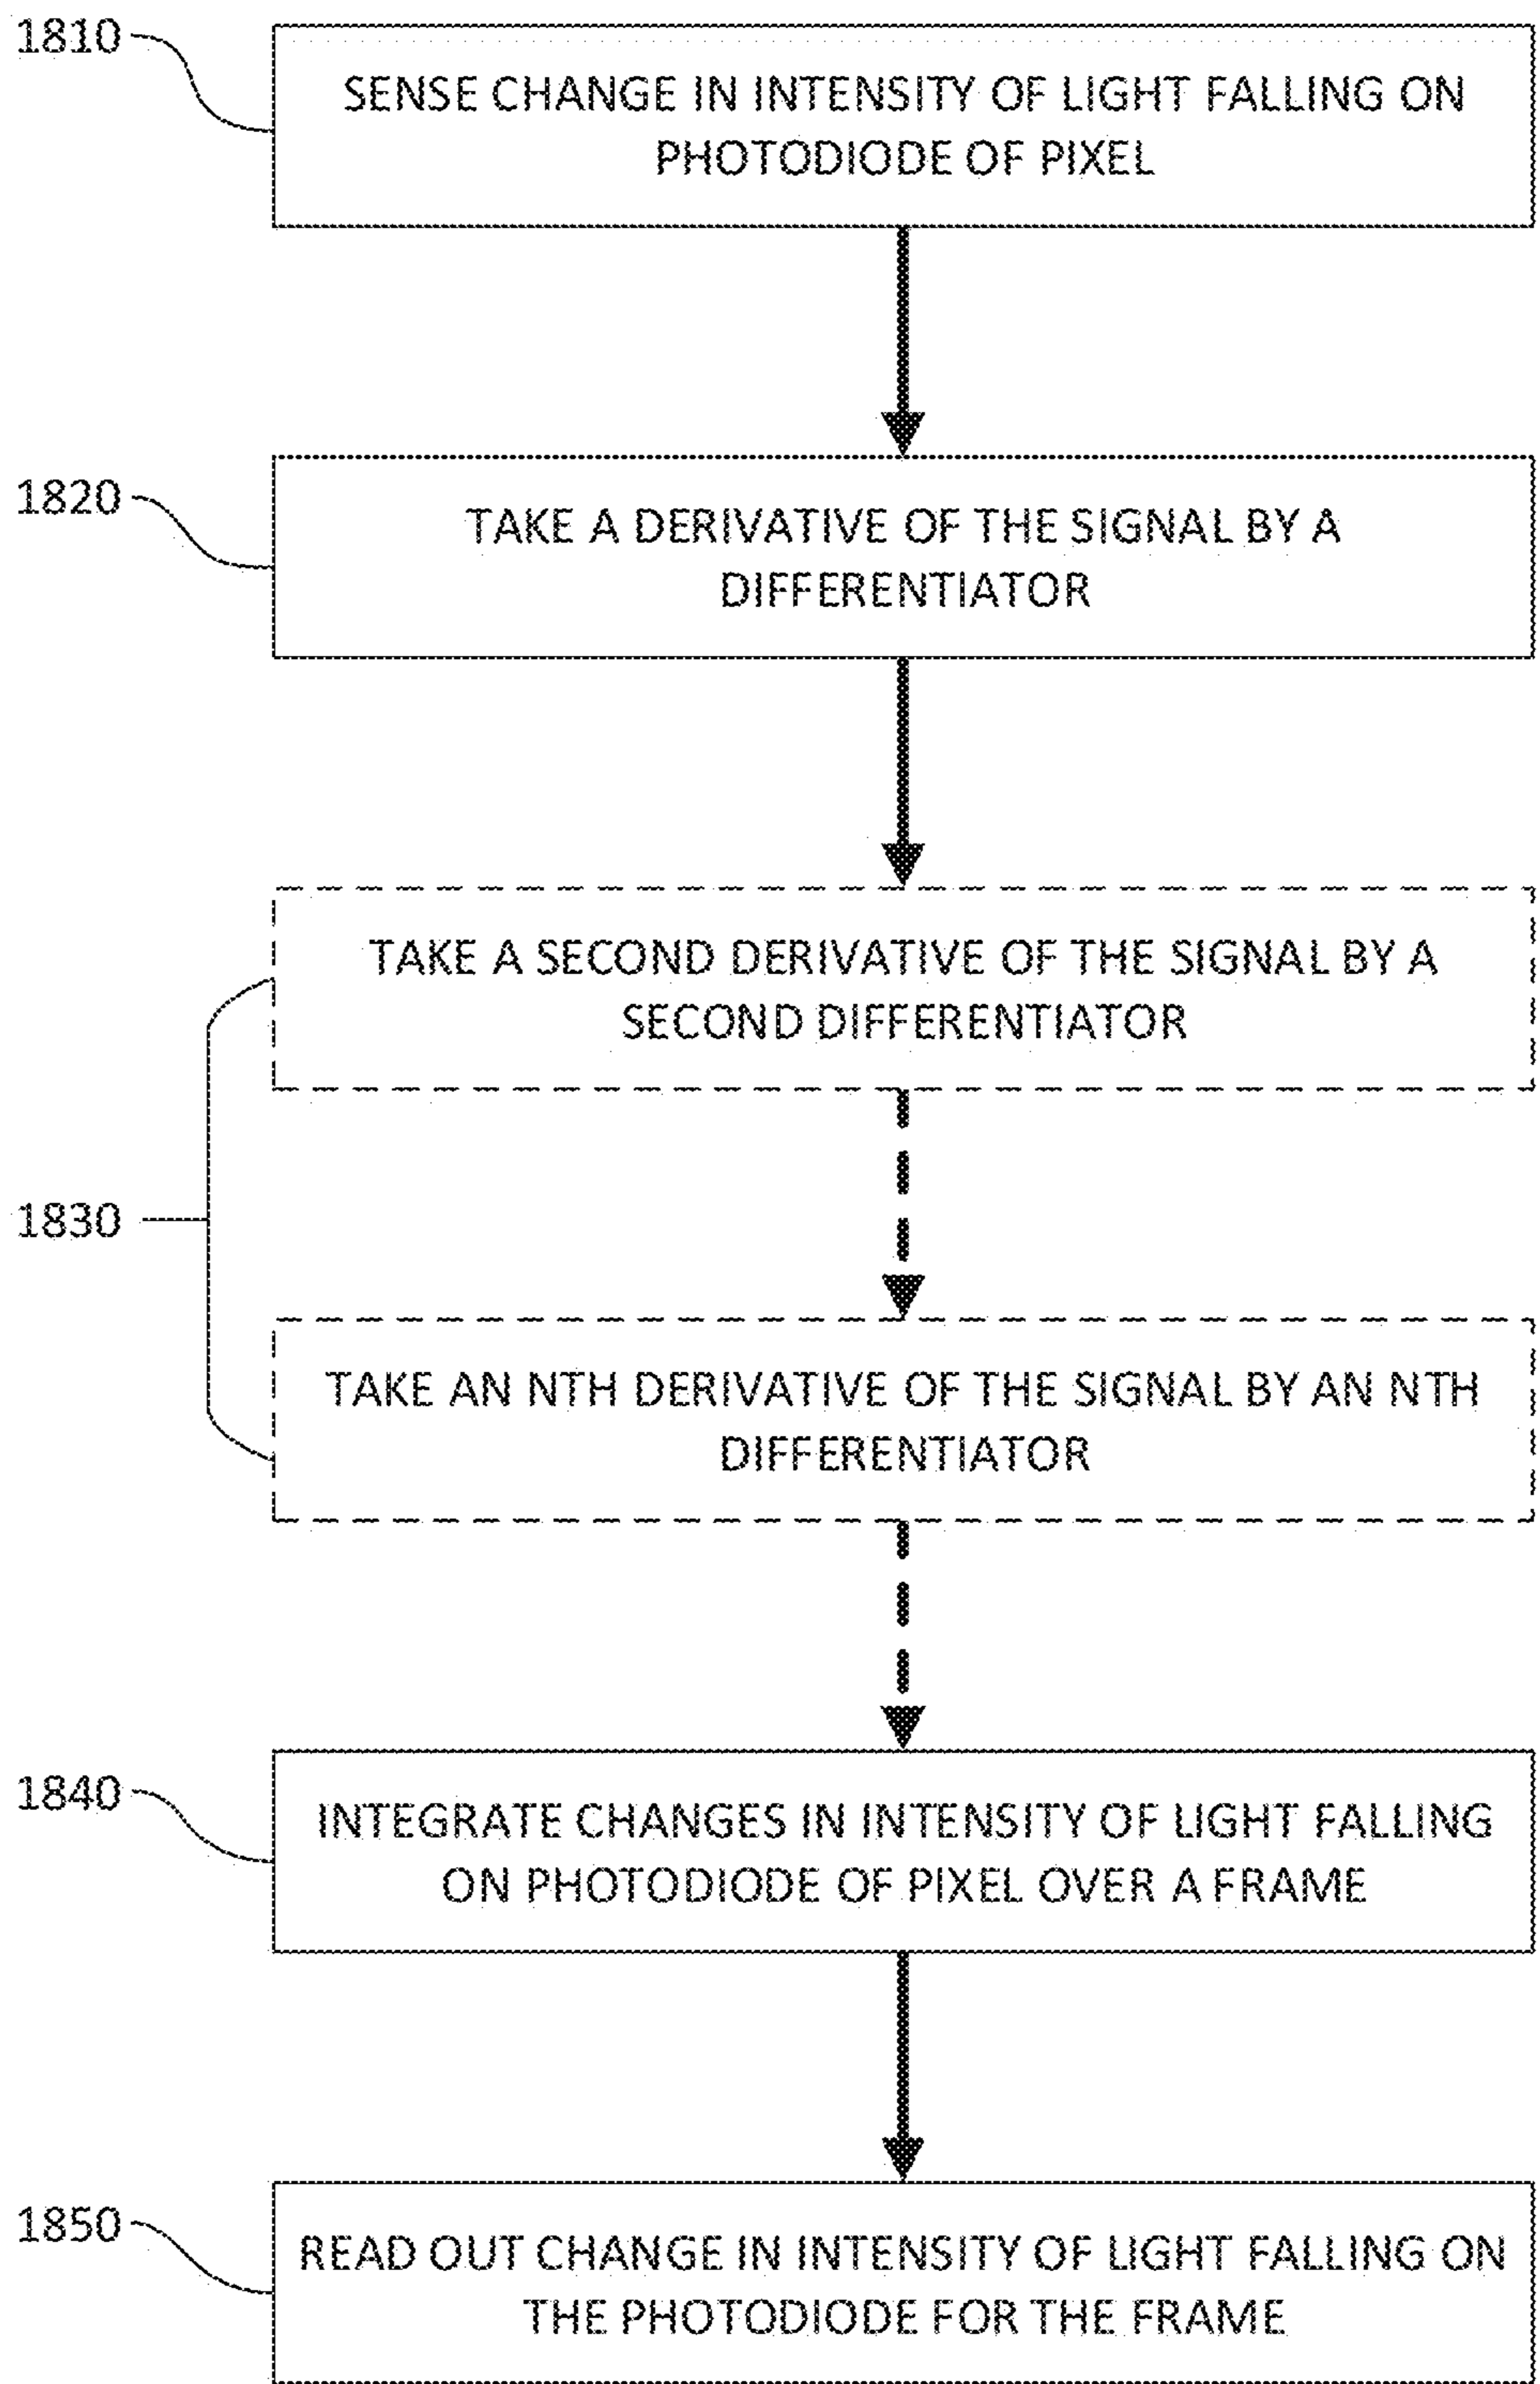 1810
SENSE CHANGE IN INTENSITY OF LIGHT FALLING ON
PHOTODIODE OF PIXEL
1820
TAKE A DERIVATIVE OF THE SIGNAL BY A
DIFFERENTIATOR
TAKE A SECOND DERIVATIVE OF THE SIGNAL BY A
SECOND DIFFERENTIATOR
1830
TAKE AN NTH DERIVATIVE OF THE SIGNAL BY AN NTH
DIFFERENTIATOR
1840
INTEGRATE CHANGES IN INTENSITY OF LIGHT FALLING
ON PHOTODIODE OF PIXEL OVER A FRAME
1850
READ OUT CHANGE IN INTENSITY OF LIGHT FALLING ON
THE PHOTODIODE FOR THE FRAME